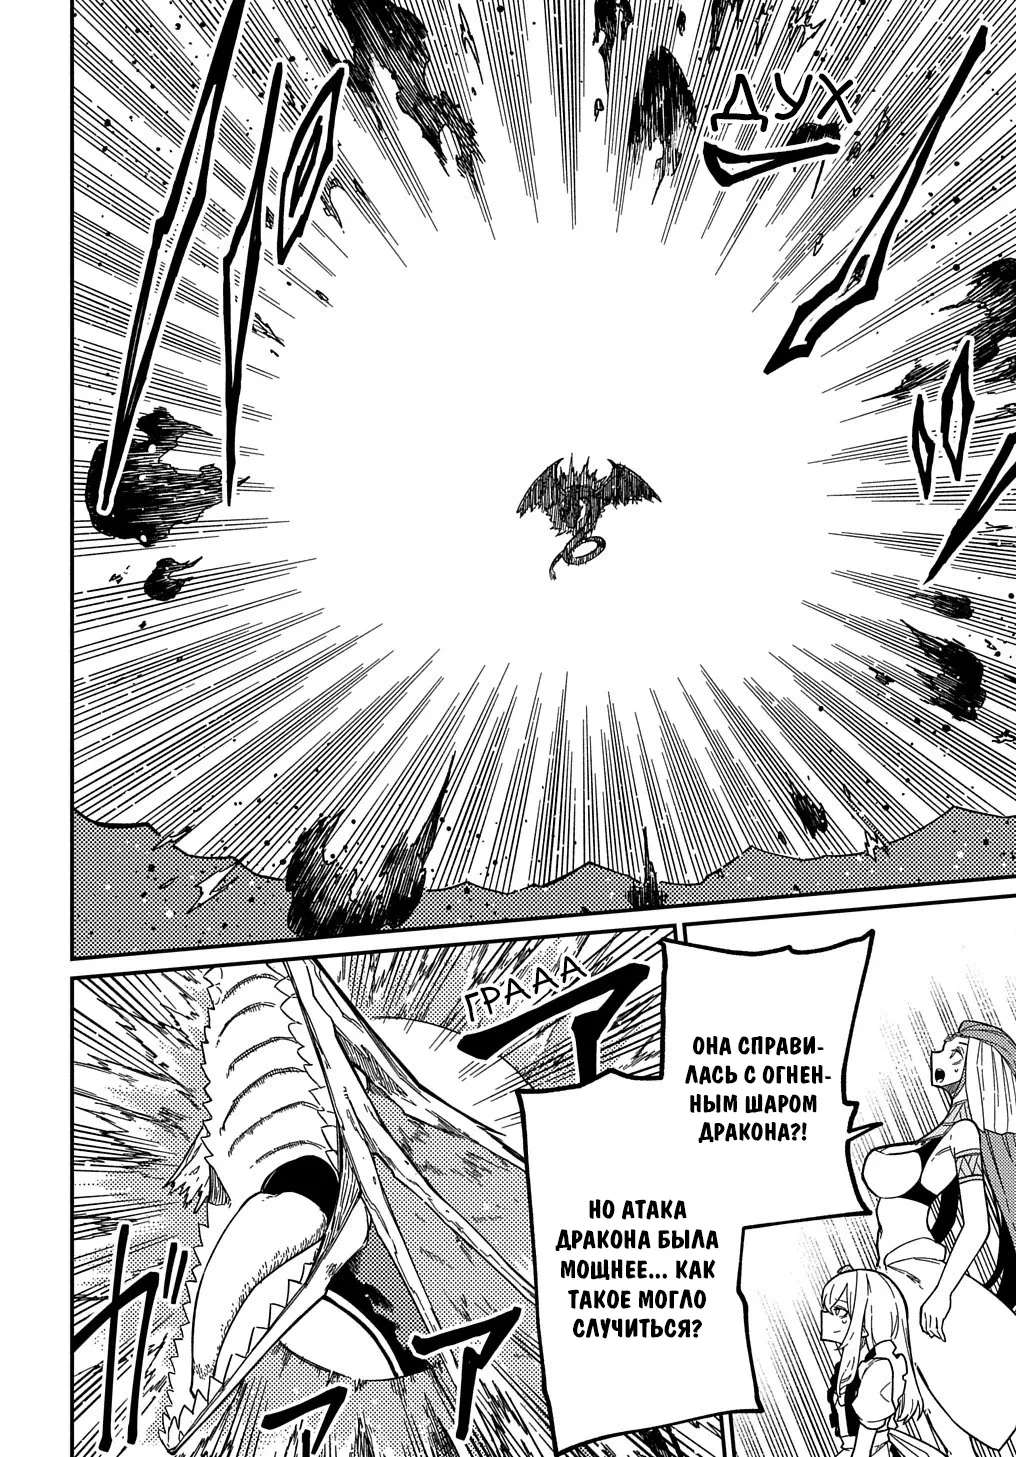 ДУХ
ОНА СПРАВИ-
ЛАСЬ С ОГНЕН-
НЫМ ШАРОМ
ДРАКОНА?!
НО АТАКА
ДРАКОНА БЫЛА
МОЩНЕЕ... КАК
ТАКОЕ МОГЛО
СЛУЧИТЬСЯ?
ГРААА